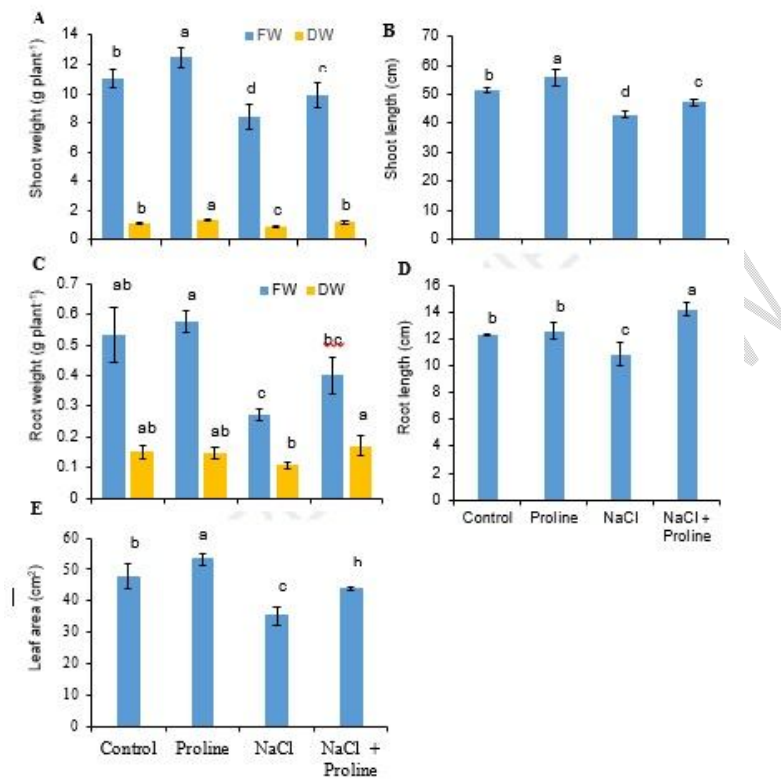 A
Shoot weight (g plant⁻¹)
14
12
10
8
6
4
2
0
FW DW
b a d c
b a c b
B
Shoot length (cm)
70
60
50
40
30
20
10
0
b a d c
C
Root weight (g plant⁻¹)
0.7
0.6
0.5
0.4
0.3
0.2
0.1
0
FW DW
ab a c bc
ab ab b a
D
Root length (cm)
16
14
12
10
8
6
4
2
0
b b c a
Control Proline NaCl NaCl +
Proline
E
Leaf area (cm²)
60
50
40
30
20
10
0
b a c
Control Proline NaCl NaCl +
Proline